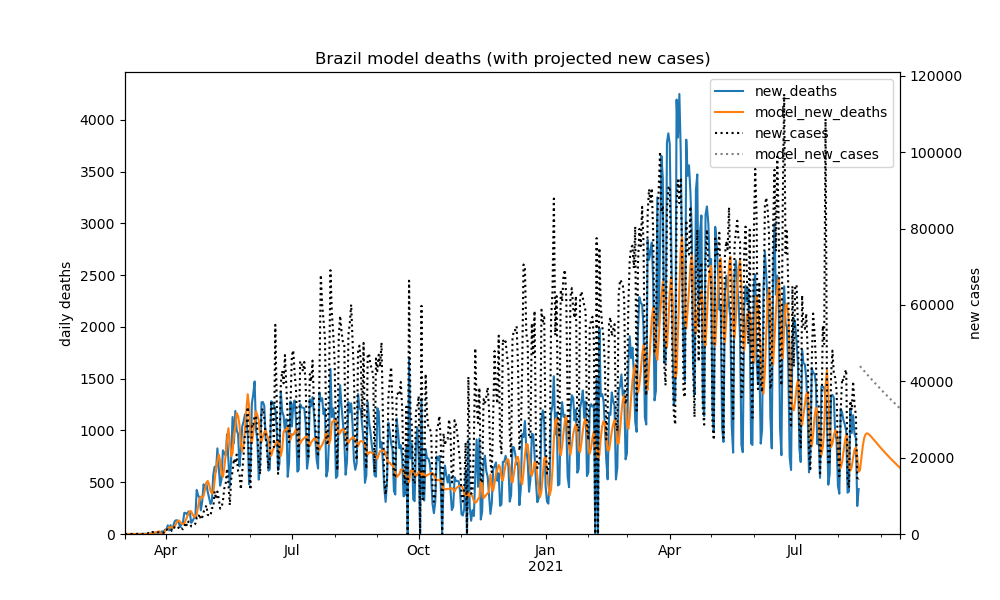 Brazil model deaths (with projected new cases)
new_deaths
model_new_deaths
new_cases
model_new_cases
daily deaths
new cases
4000
3500
3000
2500
2000
1500
1000
500
0
120000
100000
80000
60000
40000
20000
0
Apr
Jul
Oct
Jan
2021
Apr
Jul